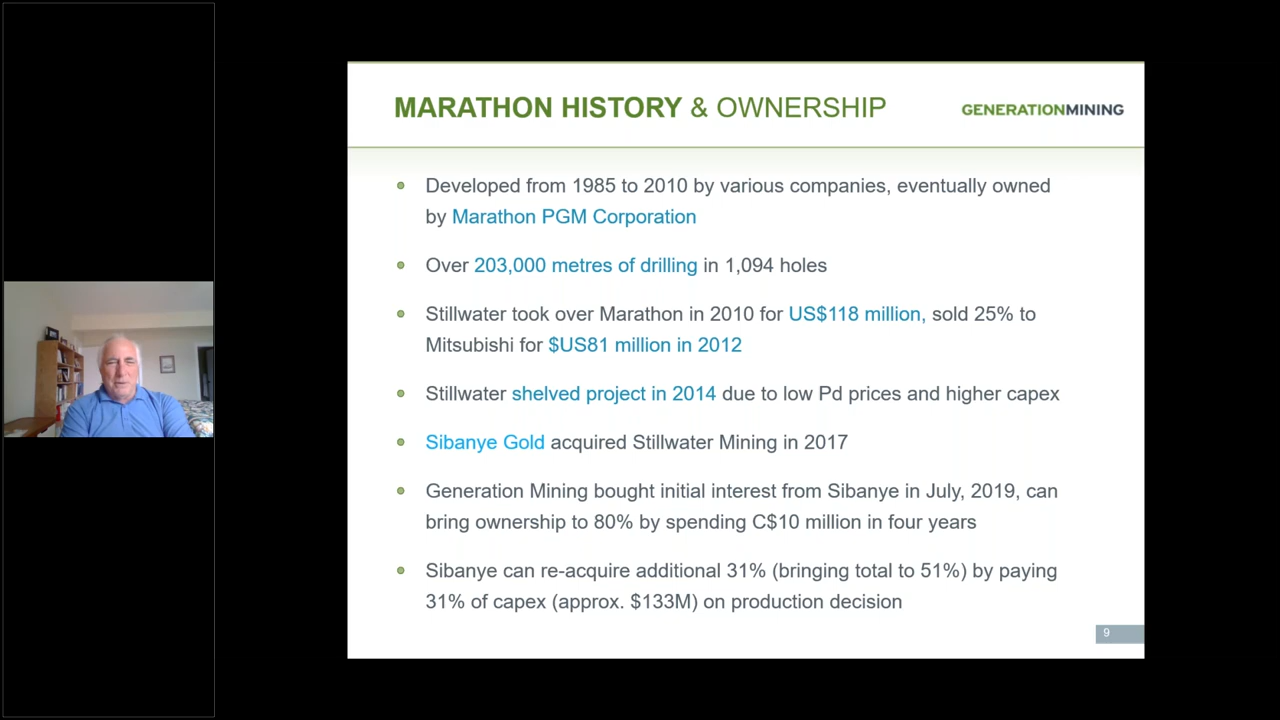 MARATHON HISTORY & OWNERSHIP
GENERATIONMINING
Developed from 1985 to 2010 by various companies, eventually owned
by Marathon PGM Corporation
Over 203,000 metres of drilling in 1,094 holes
Stillwater took over Marathon in 2010 for US$118 million, sold 25% to
Mitsubishi for $US81 million in 2012
Stillwater shelved project in 2014 due to low Pd prices and higher capex
Sibanye Gold acquired Stillwater Mining in 2017
Generation Mining bought initial interest from Sibanye in July, 2019, can
bring ownership to 80% by spending C$10 million in four years
Sibanye can re-acquire additional 31% (bringing total to 51%) by paying
31% of capex (approx. $133M) on production decision
9